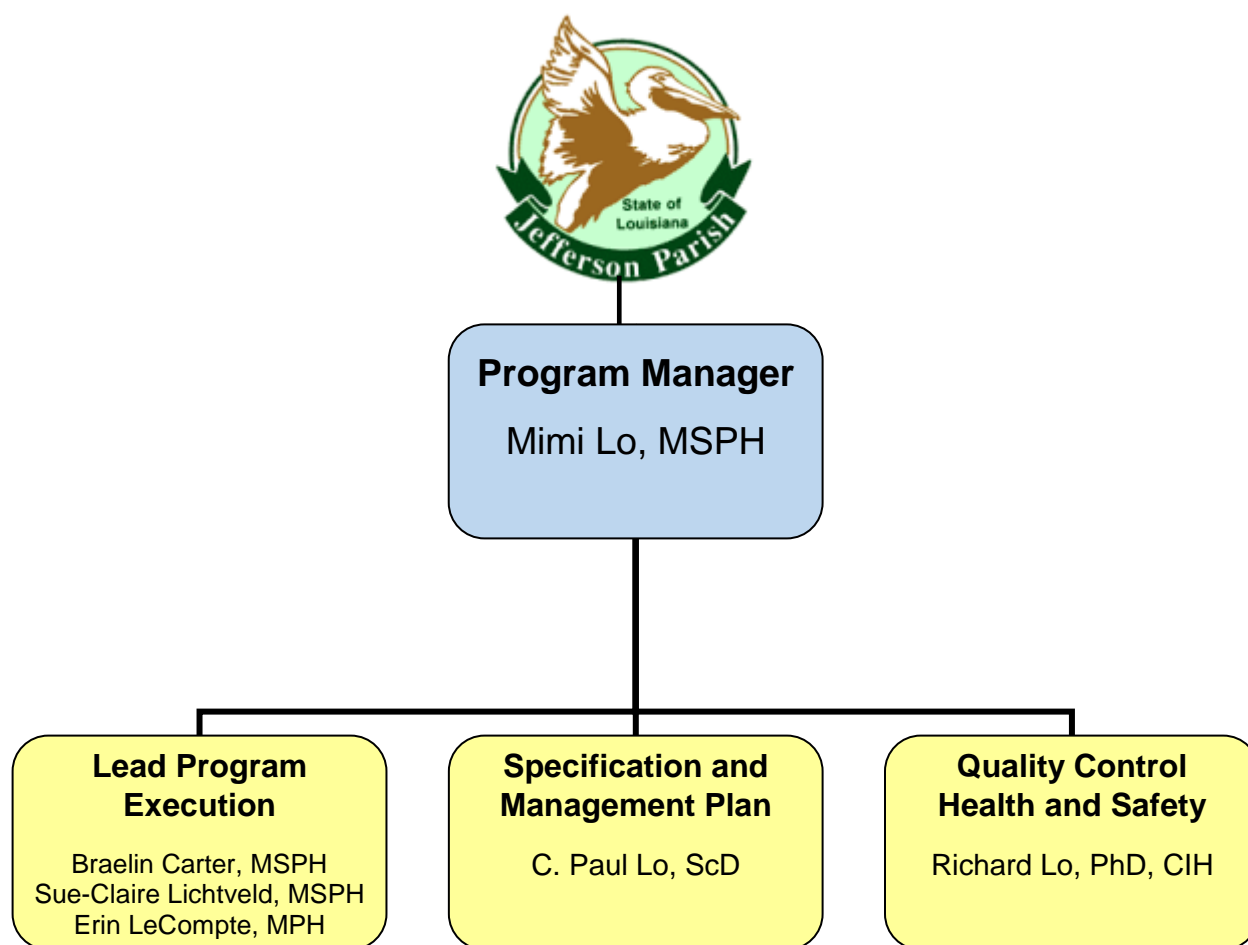 State of
Louisiana
Jefferson Parish
Program Manager
Mimi Lo, MSPH
Lead Program
Execution
Braelin Carter, MSPH
Sue-Claire Lichtveld, MSPH
Erin LeCompte, MPH
Specification and
Management Plan
C. Paul Lo, ScD
Quality Control
Health and Safety
Richard Lo, PhD, CIH